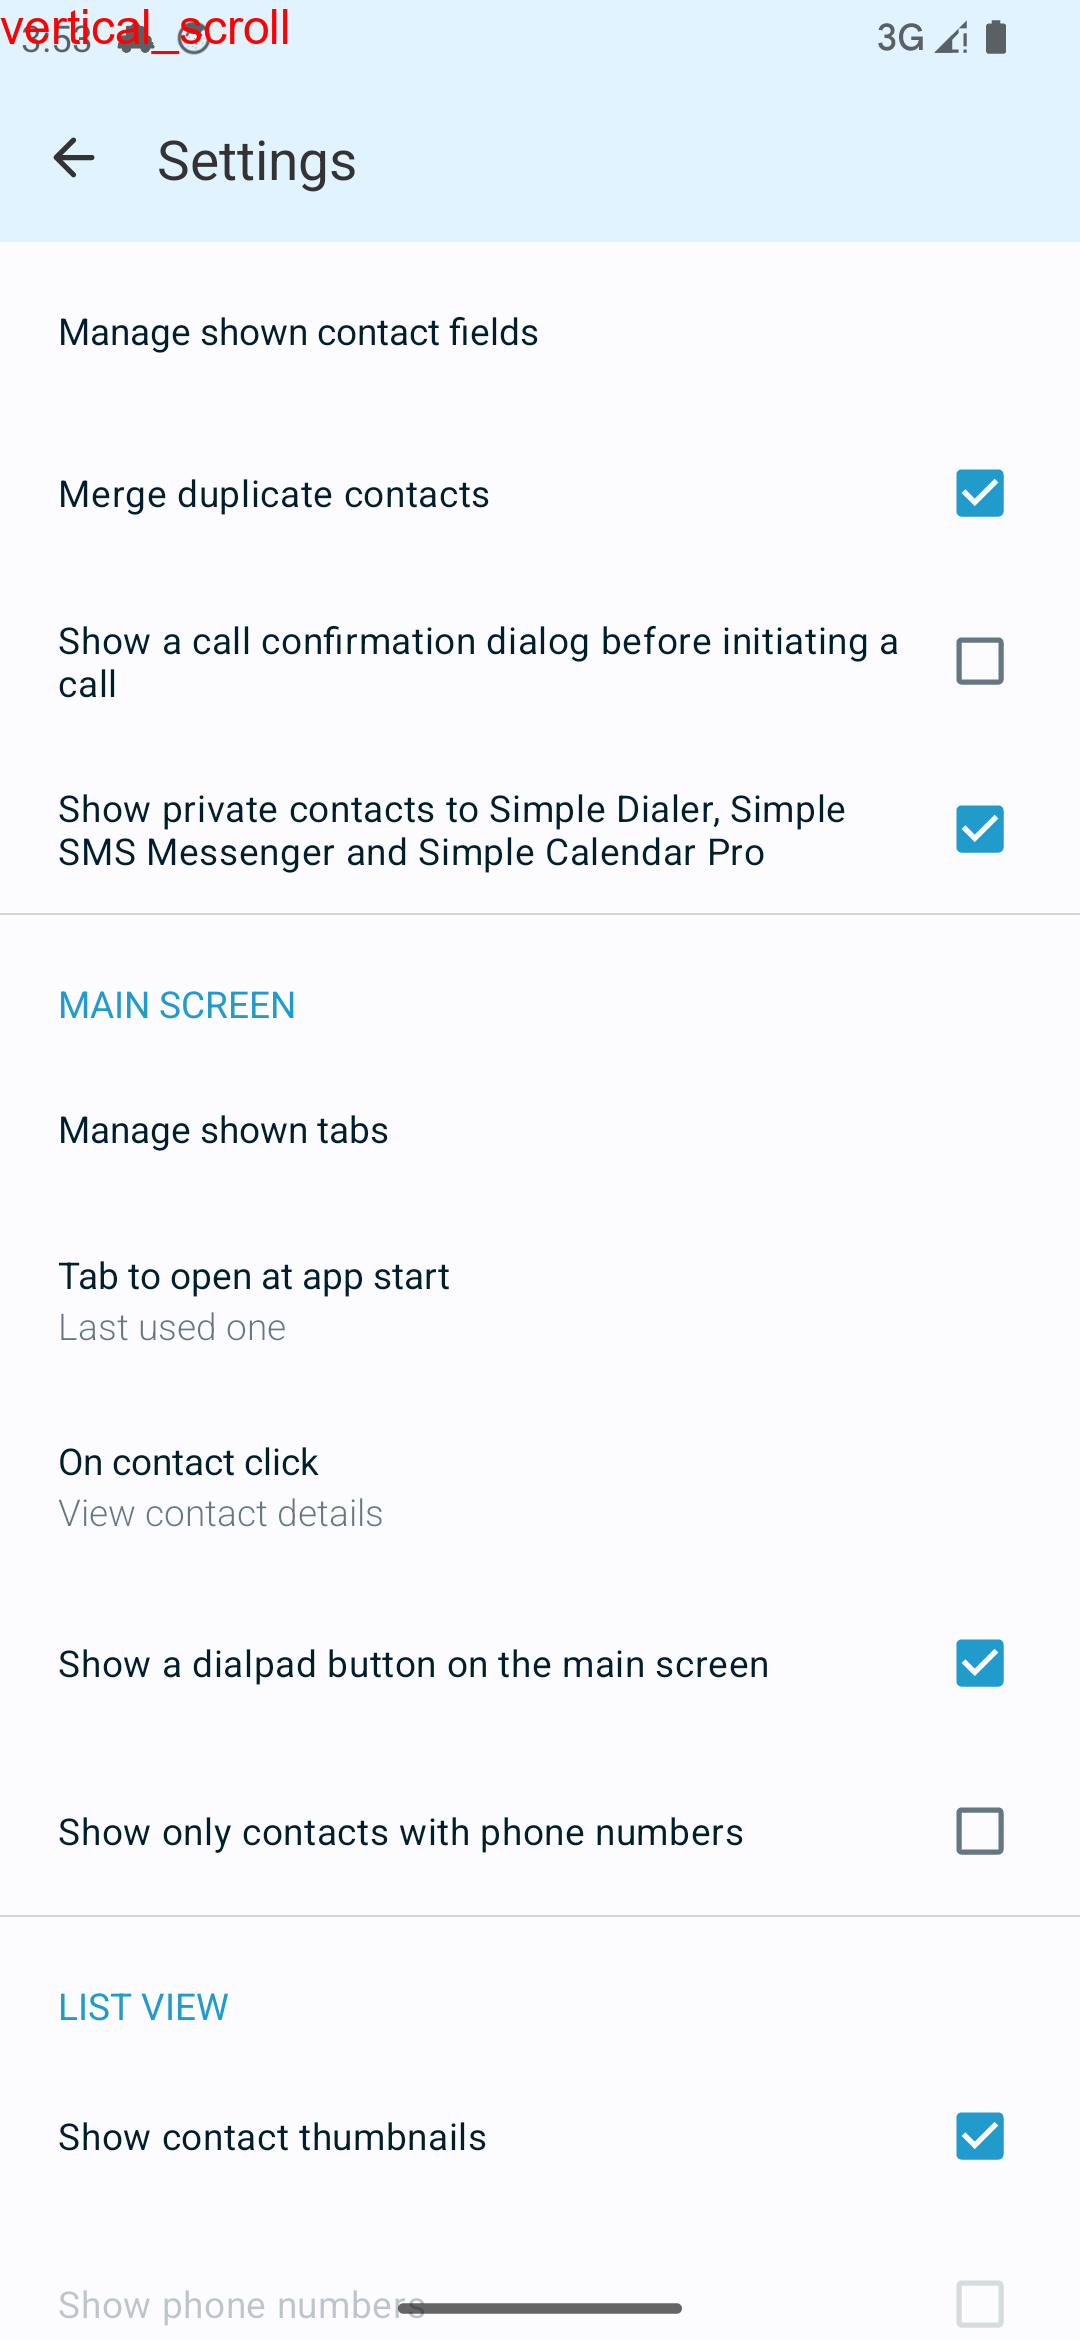 vertical_scroll
3:53
3G
Settings
Manage shown contact fields
Merge duplicate contacts
Show a call confirmation dialog before initiating a
call
Show private contacts to Simple Dialer, Simple
SMS Messenger and Simple Calendar Pro
MAIN SCREEN
Manage shown tabs
Tab to open at app start
Last used one
On contact click
View contact details
Show a dialpad button on the main screen
Show only contacts with phone numbers
LIST VIEW
Show contact thumbnails
Show phone numbers